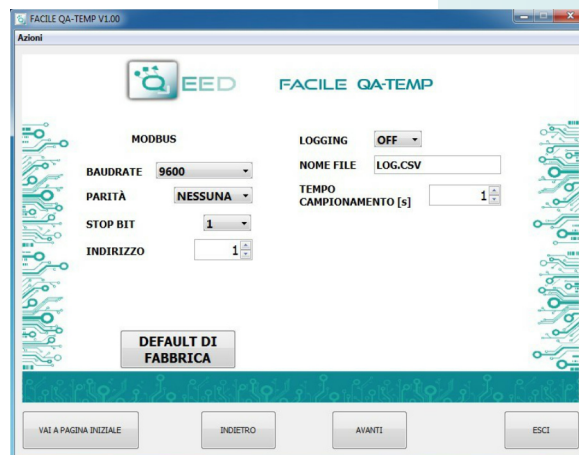 FACILE QA-TEMP V1.00
Azioni
QEED
FACILE QA-TEMP
MODBUS
BAUDRATE 9600
PARITÀ NESSUNA
STOP BIT 1
INDIRIZZO 1
LOGGING OFF
NOME FILE LOG.CSV
TEMPO
CAMPIONAMENTO [s] 1
DEFAULT DI
FABBRICA
VAI A PAGINA INIZIALE
INDIETRO
AVANTI
ESCI